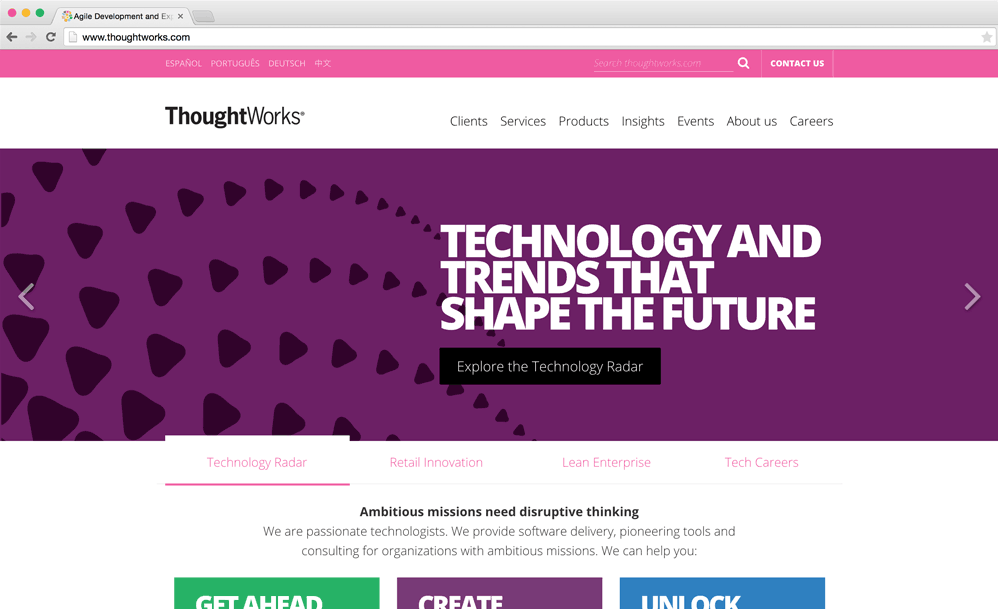 Agile Development and Exp
www.thoughtworks.com
ESPAÑOL PORTUGUÊS DEUTSCH 中文
Search thoughtworks.com
CONTACT US
ThoughtWorks®
Clients Services Products Insights Events About us Careers
TECHNOLOGY AND
TRENDS THAT
SHAPE THE FUTURE
Explore the Technology Radar
Technology Radar Retail Innovation Lean Enterprise Tech Careers
Ambitious missions need disruptive thinking
We are passionate technologists. We provide software delivery, pioneering tools and
consulting for organizations with ambitious missions. We can help you:
GET AHEAD CREATE UNLOCK